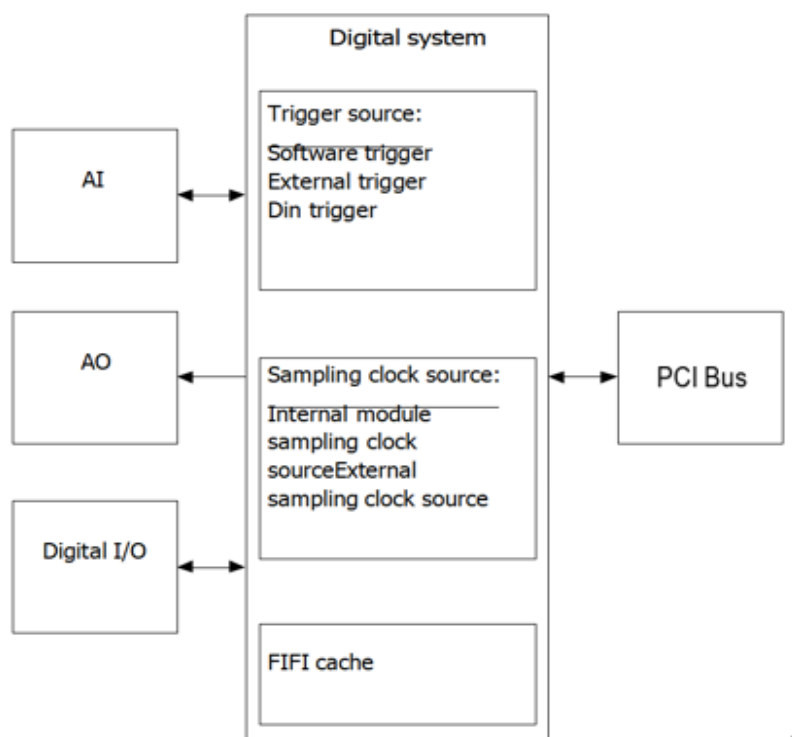 Digital system
Trigger source:
Software trigger
External trigger
Din trigger
AI
AO
Sampling clock source:
Internal module
sampling clock
sourceExternal
sampling clock source
PCI Bus
Digital I/O
FIFI cache